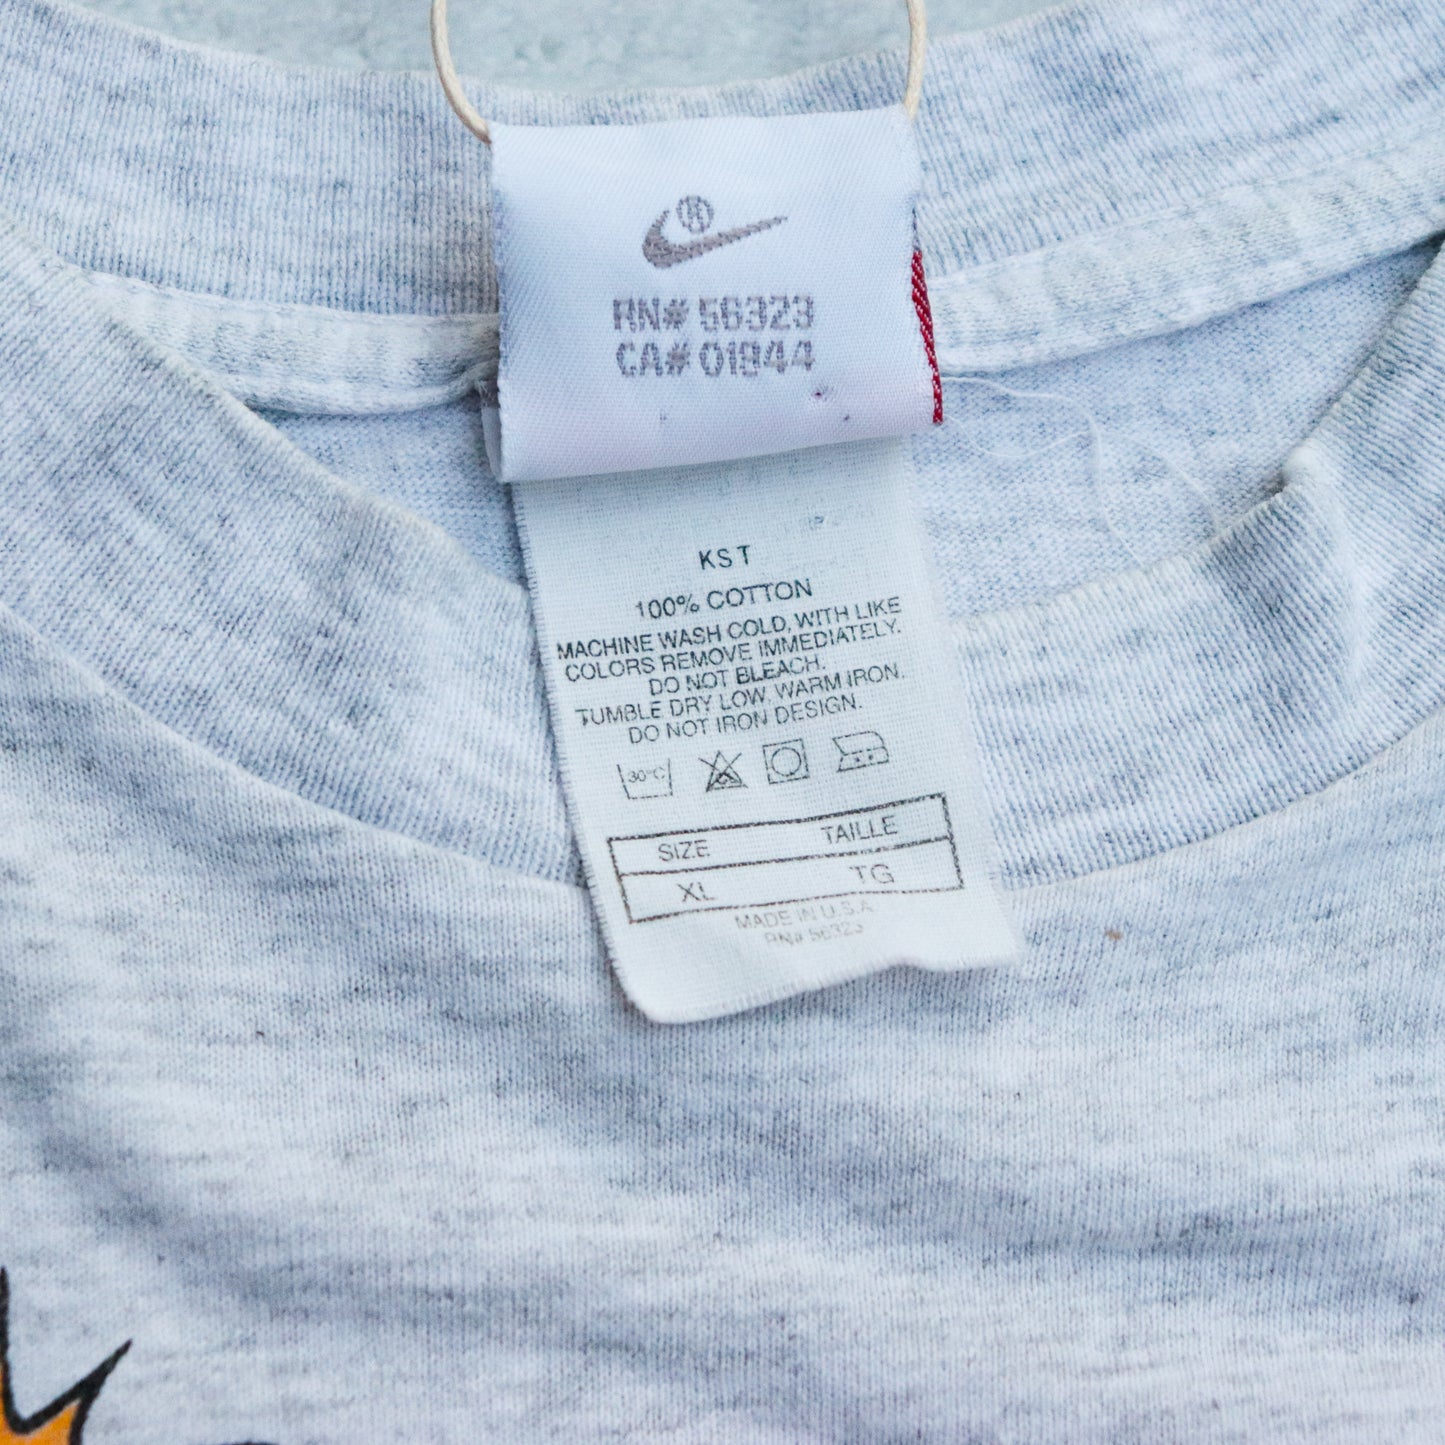 RN# 56323
CA# 01844
KST
100% COTTON
MACHINE WASH COLD, WITH LIKE
COLORS REMOVE IMMEDIATELY.
DO NOT BLEACH.
TUMBLE DRY LOW. WARM IRON.
DO NOT IRON DESIGN.
30°C
SIZE TAILLE
XL TG
MADE IN U.S.A
RN# 56323